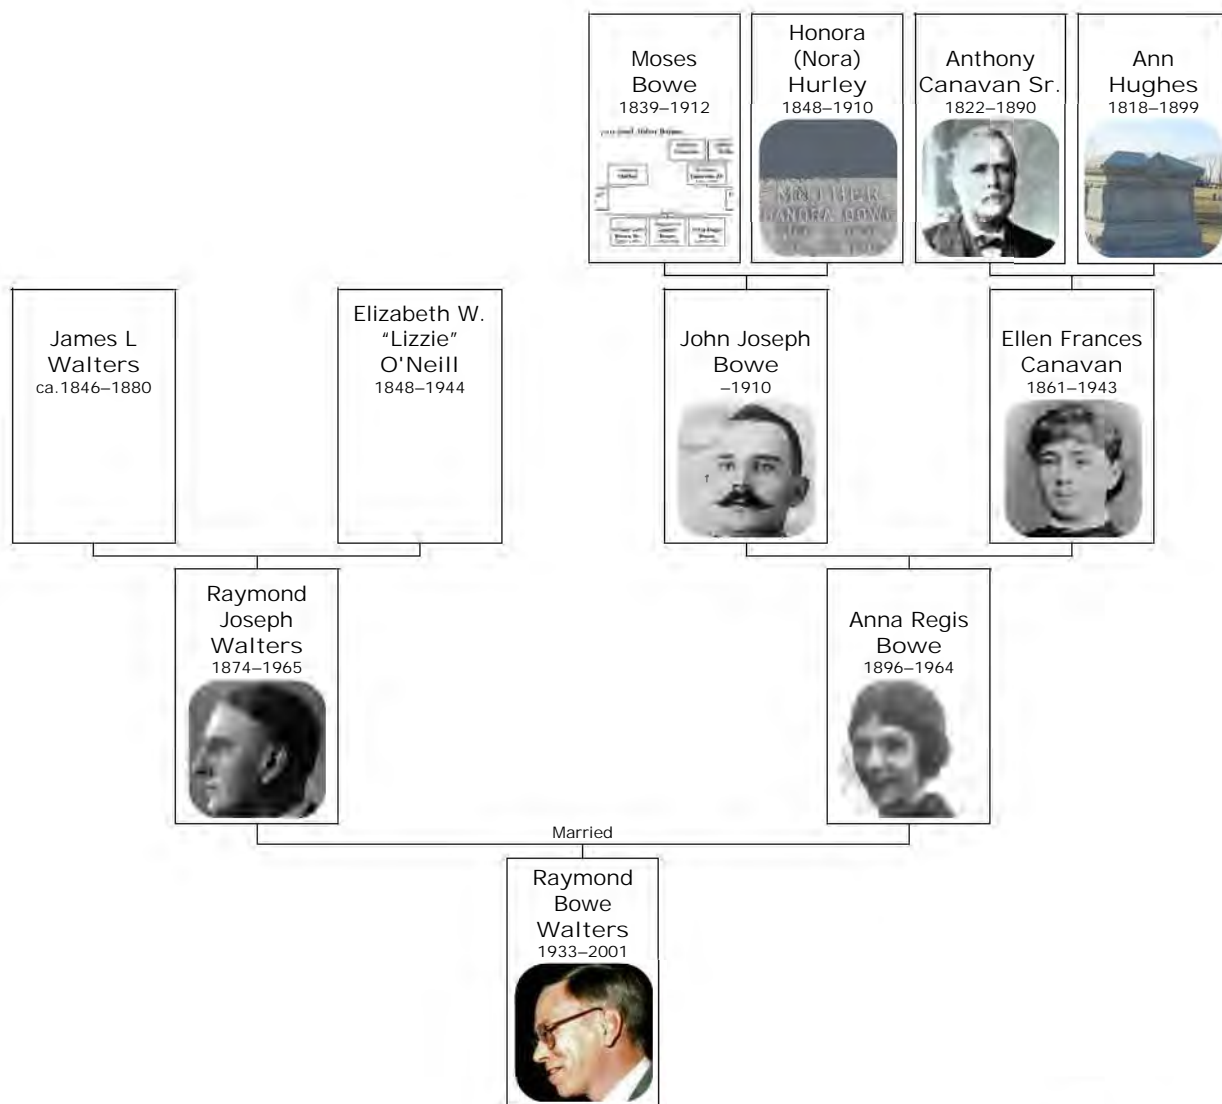 Moses
Bowe
1839–1912
Honora
(Nora)
Hurley
1848–1910
Anthony
Canavan Sr.
1822–1890
Ann
Hughes
1818–1899
MOTHER
James L
Walters
ca.1846–1880
Elizabeth W.
“Lizzie”
O'Neill
1848–1944
John Joseph
Bowe
–1910
Ellen Frances
Canavan
1861–1943
Raymond
Joseph
Walters
1874–1965
Anna Regis
Bowe
1896–1964
Married
Raymond
Bowe
Walters
1933–2001